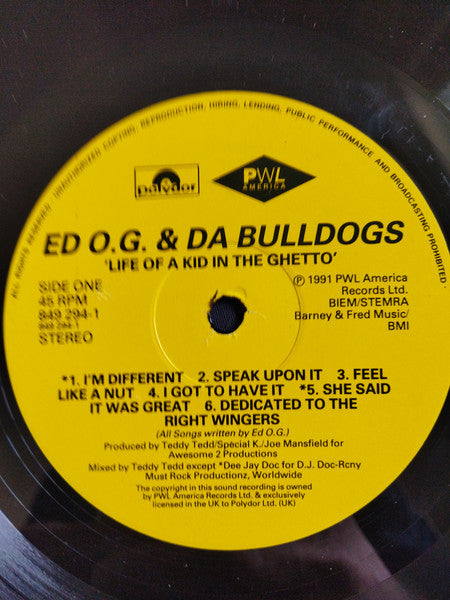 ALL RIGHTS RESERVED · UNAUTHORIZED COPYING, REPRODUCTION, HIRING, LENDING, PUBLIC PERFORMANCE AND BROADCASTING PROHIBITED ·
polydor
PWL
AMERICA
ED O.G. & DA BULLDOGS
'LIFE OF A KID IN THE GHETTO'
SIDE ONE
45 RPM
849 294-1
849 294-1
STEREO
℗ 1991 PWL America
Records Ltd.
BIEM/STEMRA
Barney & Fred Music/
BMI
*1. I'M DIFFERENT 2. SPEAK UPON IT 3. FEEL
LIKE A NUT 4. I GOT TO HAVE IT *5. SHE SAID
IT WAS GREAT 6. DEDICATED TO THE
RIGHT WINGERS
(All Songs written by Ed O.G.)
Produced by Teddy Tedd/Special K./Joe Mansfield for
Awesome 2 Productions
Mixed by Teddy Tedd except *Dee Jay Doc for D.J. Doc-Rcny
Must Rock Productionz, Worldwide
The copyright in this sound recording is owned
by PWL America Records Ltd. & exclusively
licensed in the UK to Polydor Ltd. (UK)